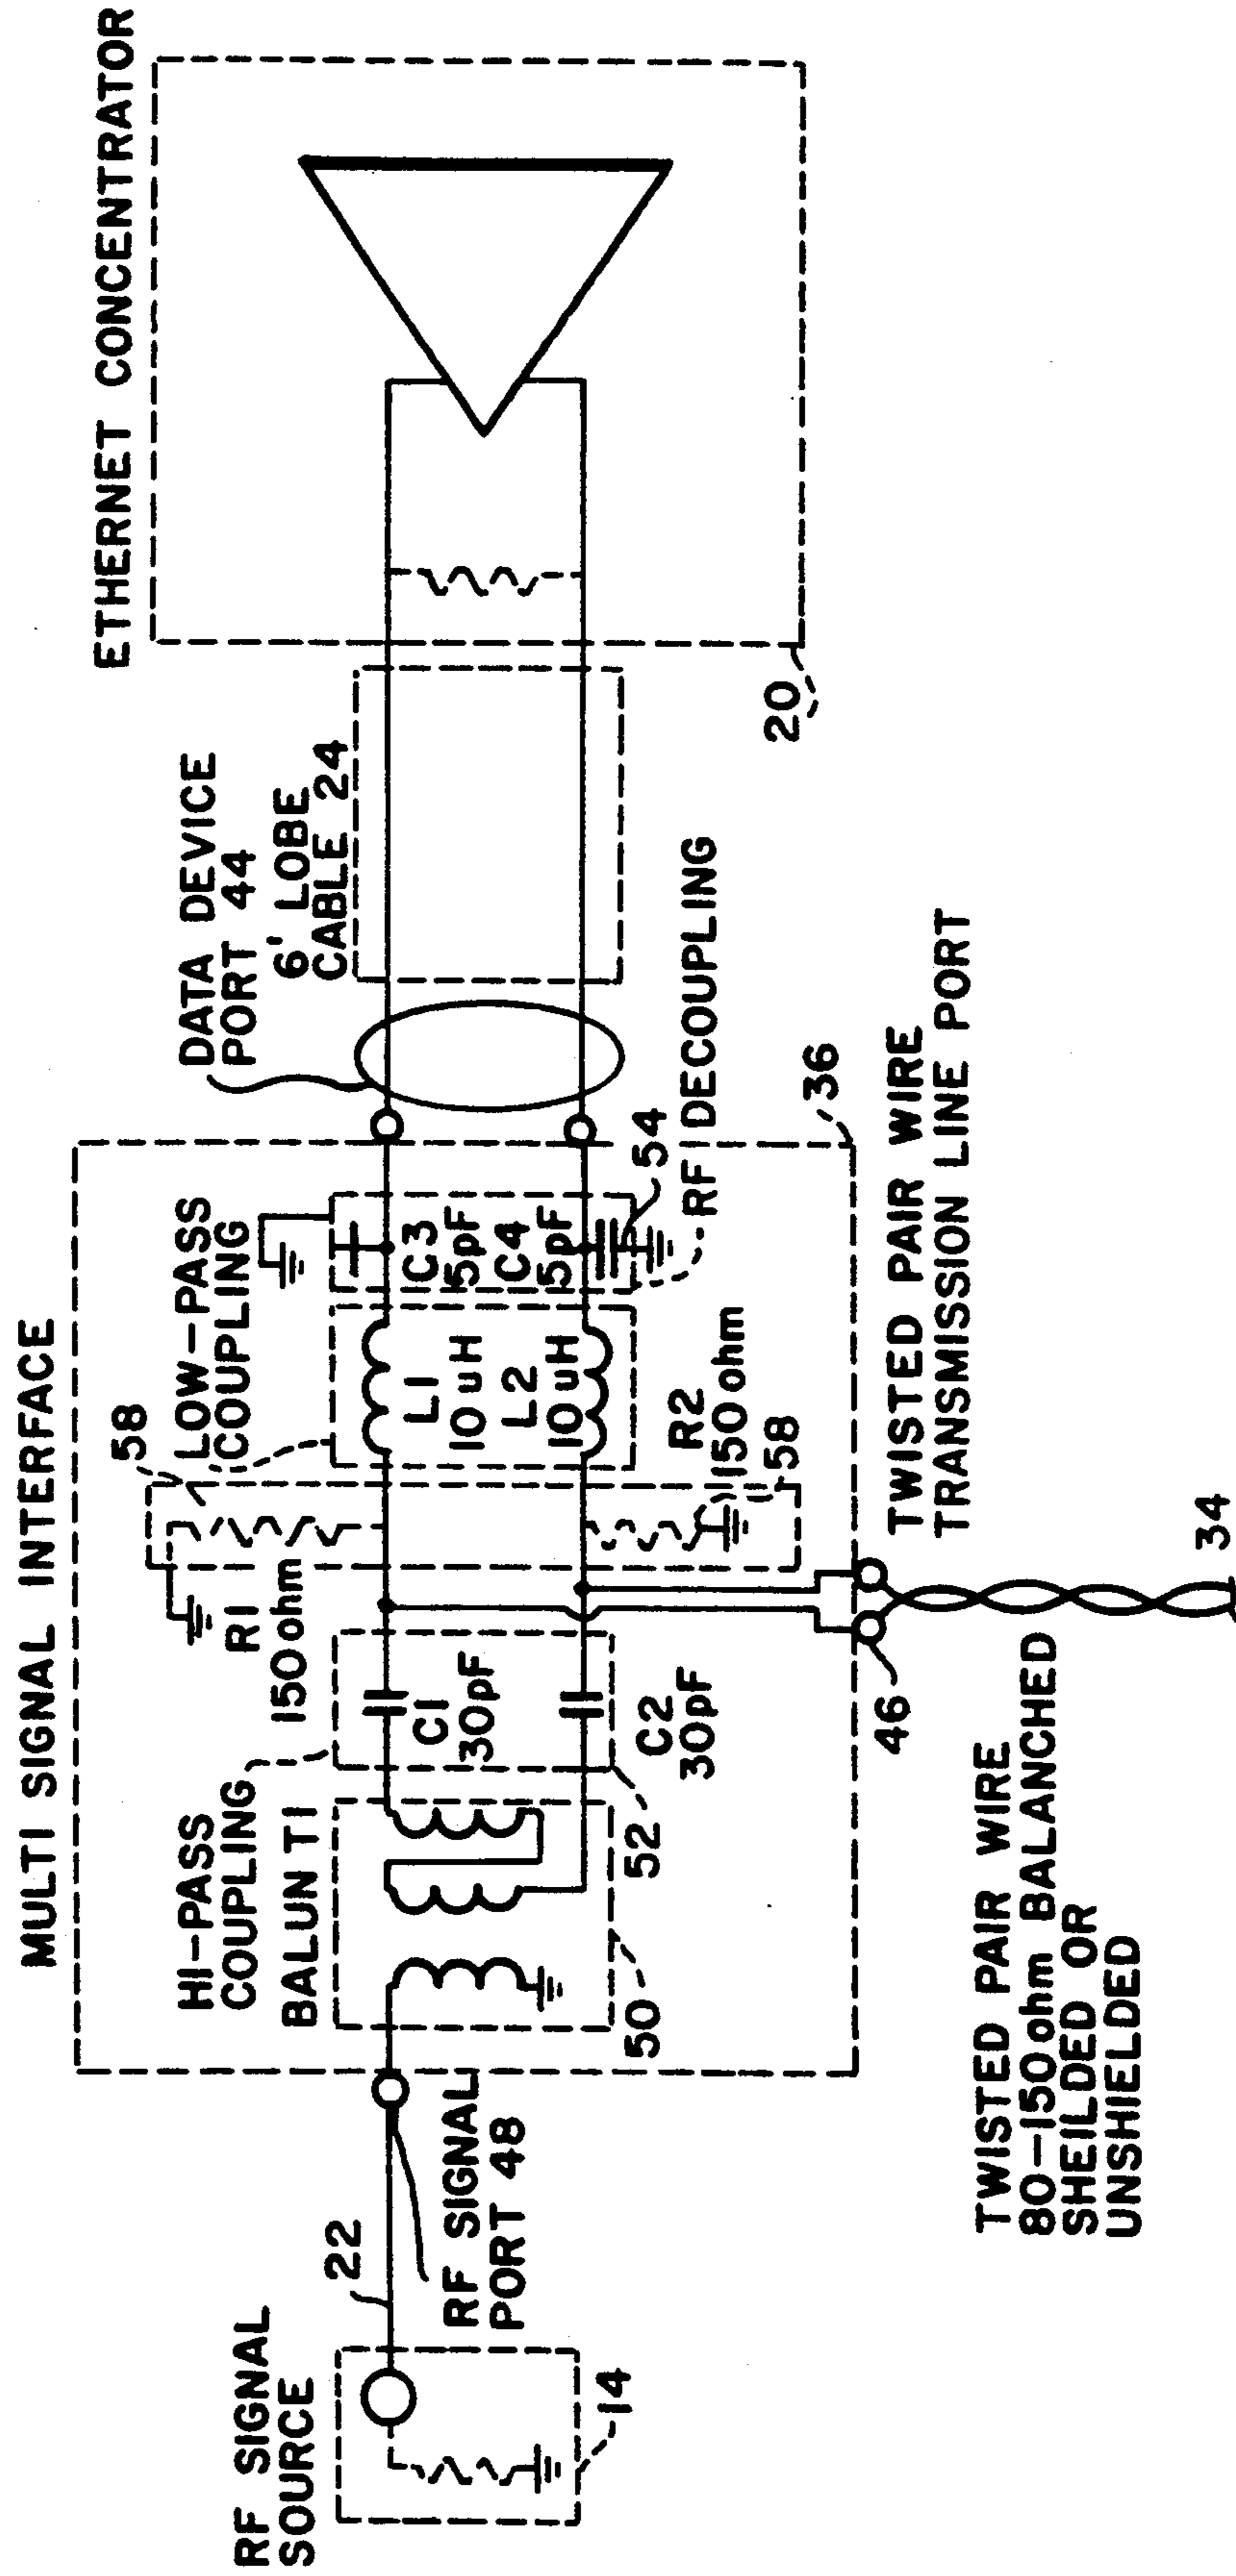 MULTI SIGNAL INTERFACE
ETHERNET CONCENTRATOR
RF SIGNAL
SOURCE
14
22
RF SIGNAL
PORT 48
HI-PASS
COUPLING
BALUN T1
50
52
C1
30pF
C2
30pF
R1
150 ohm
58
LOW-PASS
COUPLING
L1
10uH
L2
10uH
R2
150 ohm
58
C3
5pF
C4
5pF
54
RF DECOUPLING
36
DATA DEVICE
PORT 44
6' LOBE
CABLE 24
20
46
TWISTED PAIR WIRE
TRANSMISSION LINE PORT
34
TWISTED PAIR WIRE
80-150 ohm BALANCHED
SHEILDED OR
UNSHIELDED